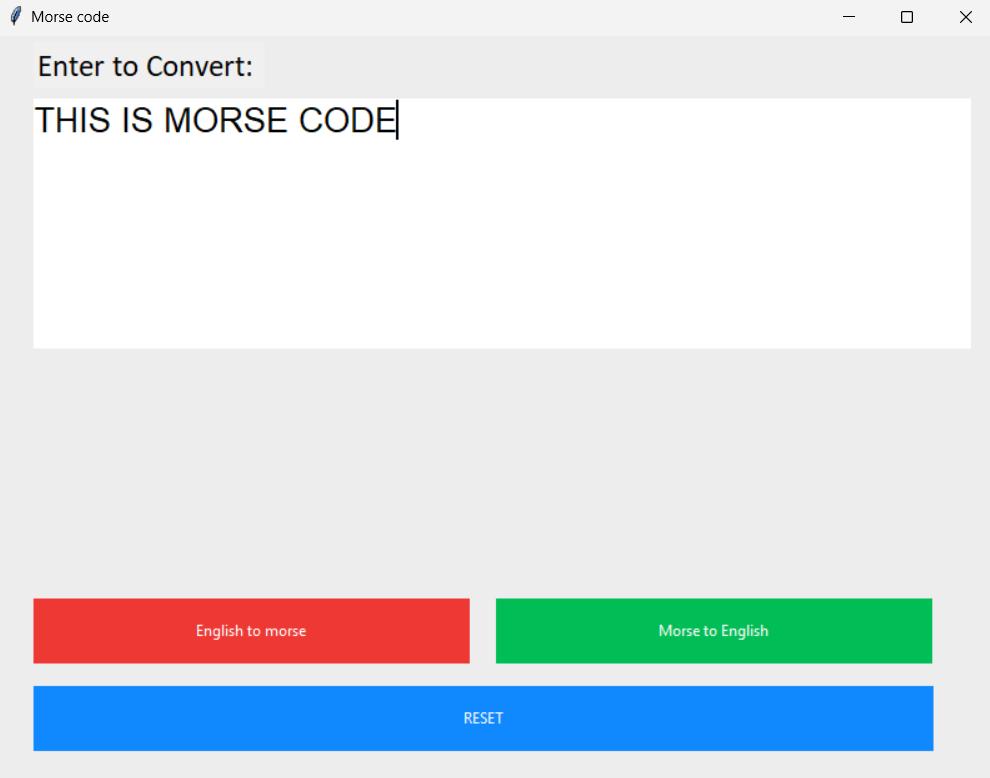 Morse code
Enter to Convert:
THIS IS MORSE CODE
English to morse
Morse to English
RESET